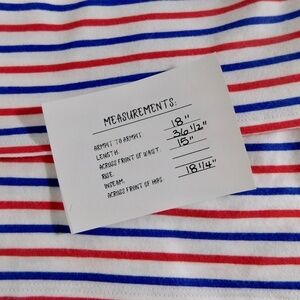 MEASUREMENTS:
ARMPIT TO ARMPIT. 18"
LENGTH. 36 1/2"
ACROSS FRONT OF WAIST. 15"
RISE.
INSEAM.
ACROSS FRONT OF HIPS. 18 1/4"